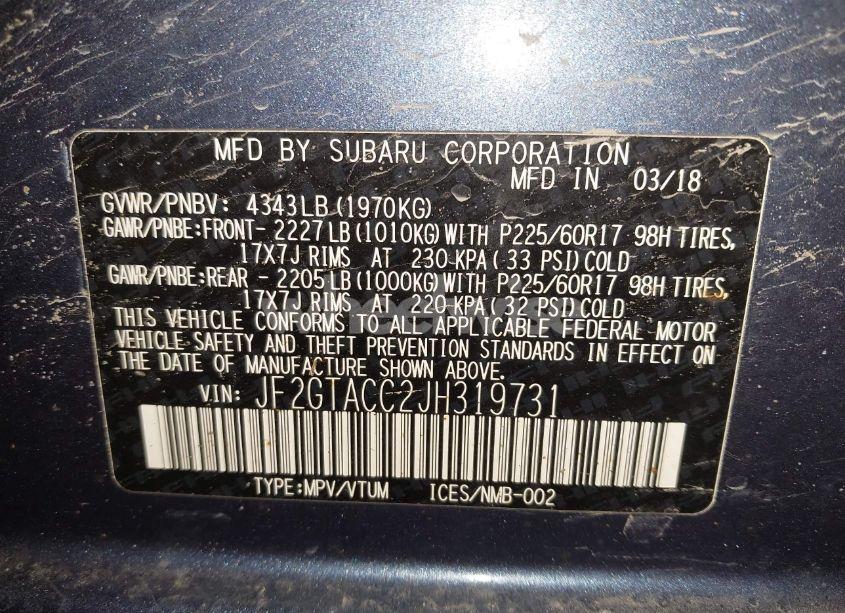 MFD BY SUBARU CORPORATION
MFD IN 03/18
GVWR/PNBV: 4343LB(1970KG)
GAWR/PNBE:FRONT- 2227LB(1010KG)WITH P225/60R17 98H TIRES,
17X7J RIMS AT 230 KPA( 33 PSI)COLD
GAWR/PNBE:REAR - 2205LB(1000KG)WITH P225/60R17 98H TIRES,
17X7J RIMS AT 220 KPA( 32 PSI)COLD
THIS VEHICLE CONFORMS TO ALL APPLICABLE FEDERAL MOTOR
VEHICLE SAFETY AND THEFT PREVENTION STANDARDS IN EFFECT ON
THE DATE OF MANUFACTURE SHOWN ABOVE.
VIN: JF2GTACC2JH319731
TYPE:MPV/VTUM ICES/NMB-002